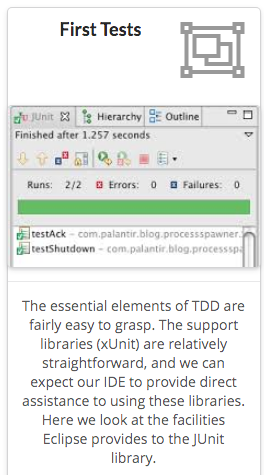 First Tests
JUnit Hierarchy Outline
Finished after 1.257 seconds
Runs: 2/2 Errors: 0 Failures: 0
testAck – com.palantir.blog.processspawner.
testShutdown – com.palantir.blog.processspa
The essential elements of TDD are
fairly easy to grasp. The support
libraries (xUnit) are relatively
straightforward, and we can
expect our IDE to provide direct
assistance to using these libraries.
Here we look at the facilities
Eclipse provides to the JUnit
library.